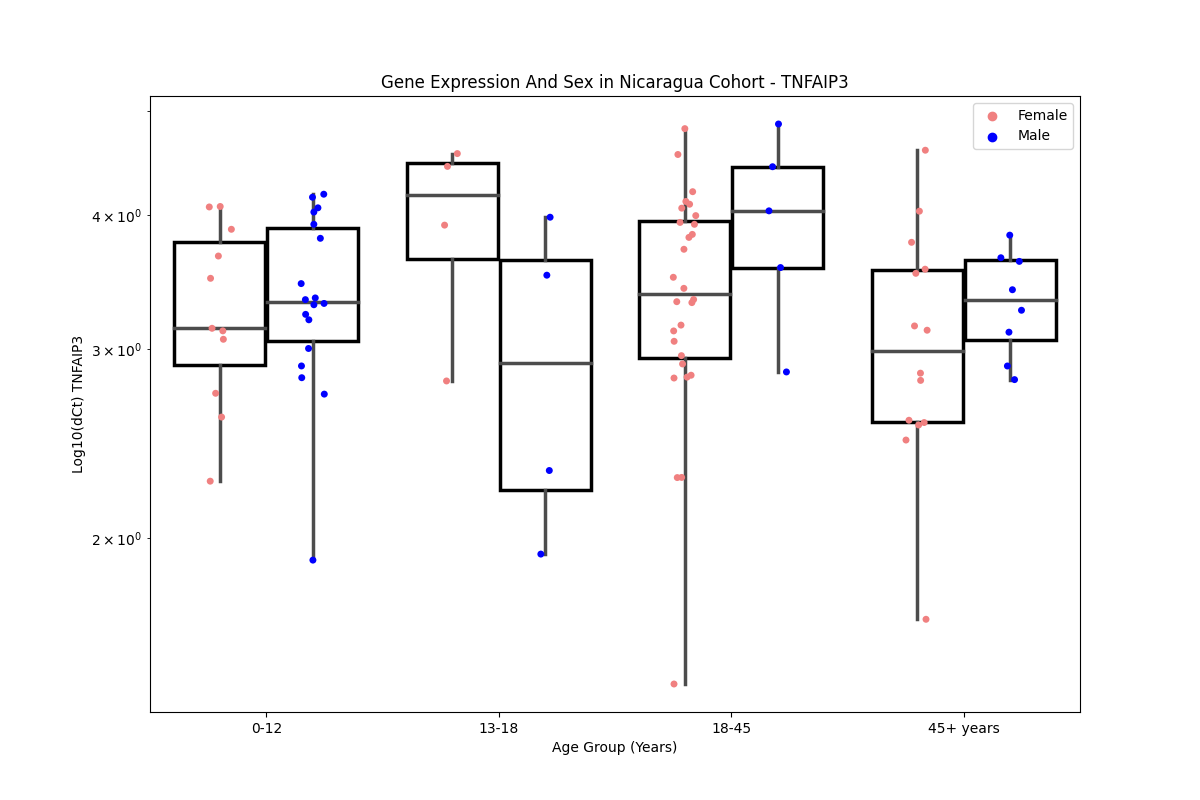 Gene Expression And Sex in Nicaragua Cohort - TNFAIP3
Female
Male
4 × 10⁰
3 × 10⁰
2 × 10⁰
Log10(dCt) TNFAIP3
0-12
13-18
18-45
45+ years
Age Group (Years)